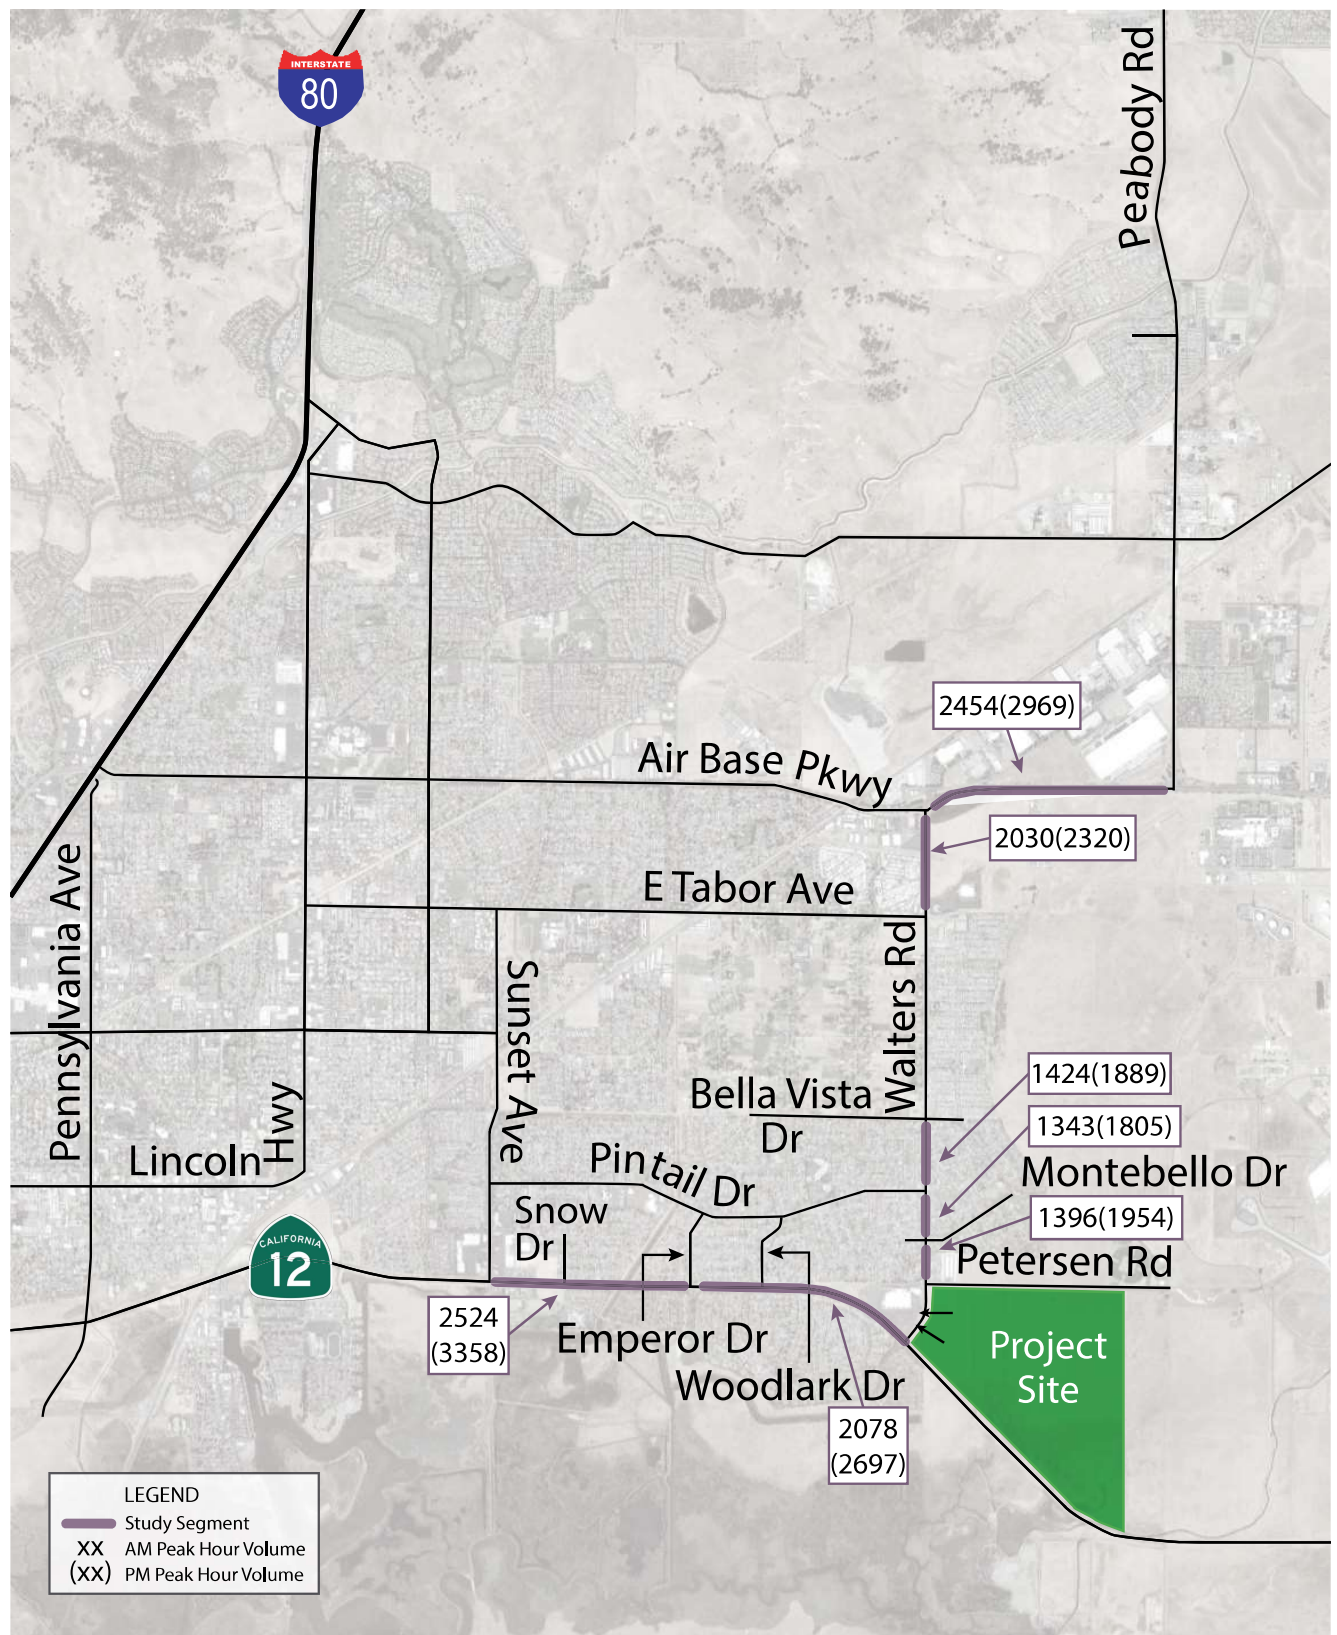 INTERSTATE
80
Peabody Rd
2454(2969)
Air Base Pkwy
2030(2320)
E Tabor Ave
Pennsylvania Ave
Walters Rd
Sunset Ave
1424(1889)
Bella Vista
Dr
1343(1805)
Lincoln Hwy
Pintail Dr
Montebello Dr
Snow
Dr
1396(1954)
CALIFORNIA
12
Petersen Rd
2524
(3358)
Emperor Dr
Project
Site
Woodlark Dr
2078
(2697)
LEGEND
Study Segment
XX AM Peak Hour Volume
(XX) PM Peak Hour Volume